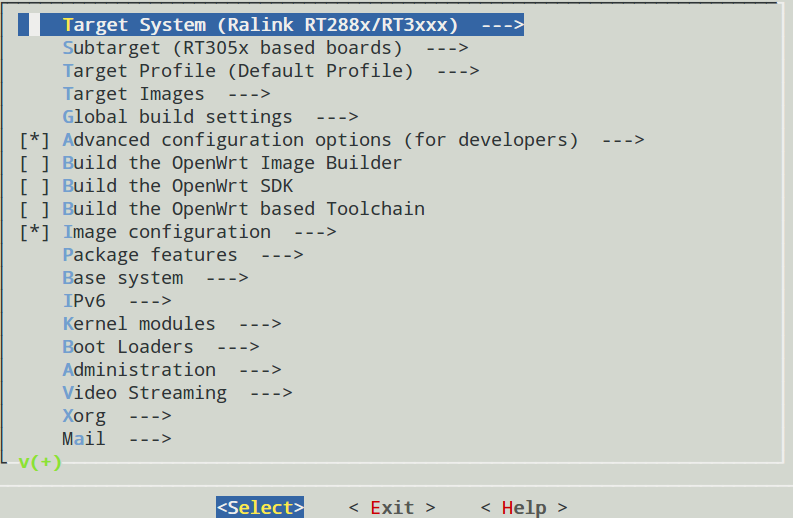 Target System (Ralink RT288x/RT3xxx)  --->
Subtarget (RT305x based boards)  --->
Target Profile (Default Profile)  --->
Target Images  --->
Global build settings  --->
[*] Advanced configuration options (for developers)  --->
[ ] Build the OpenWrt Image Builder
[ ] Build the OpenWrt SDK
[ ] Build the OpenWrt based Toolchain
[*] Image configuration  --->
Package features  --->
Base system  --->
IPv6  --->
Kernel modules  --->
Boot Loaders  --->
Administration  --->
Video Streaming  --->
Xorg  --->
Mail  --->
v(+)
<Select>    < Exit >    < Help >